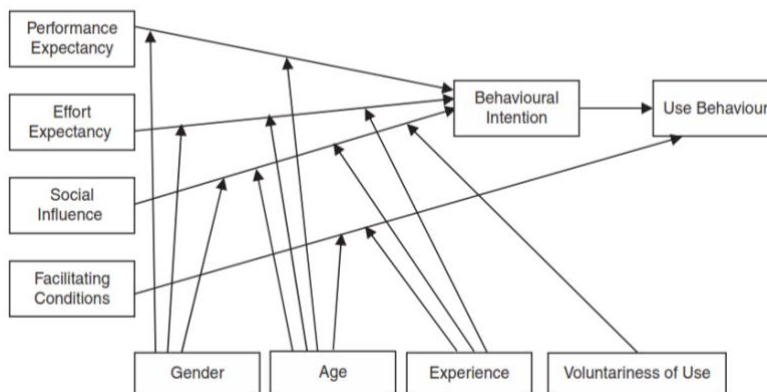 Performance
Expectancy
Effort
Expectancy
Social
Influence
Facilitating
Conditions
Behavioural
Intention
Use Behaviour
Gender
Age
Experience
Voluntariness of Use